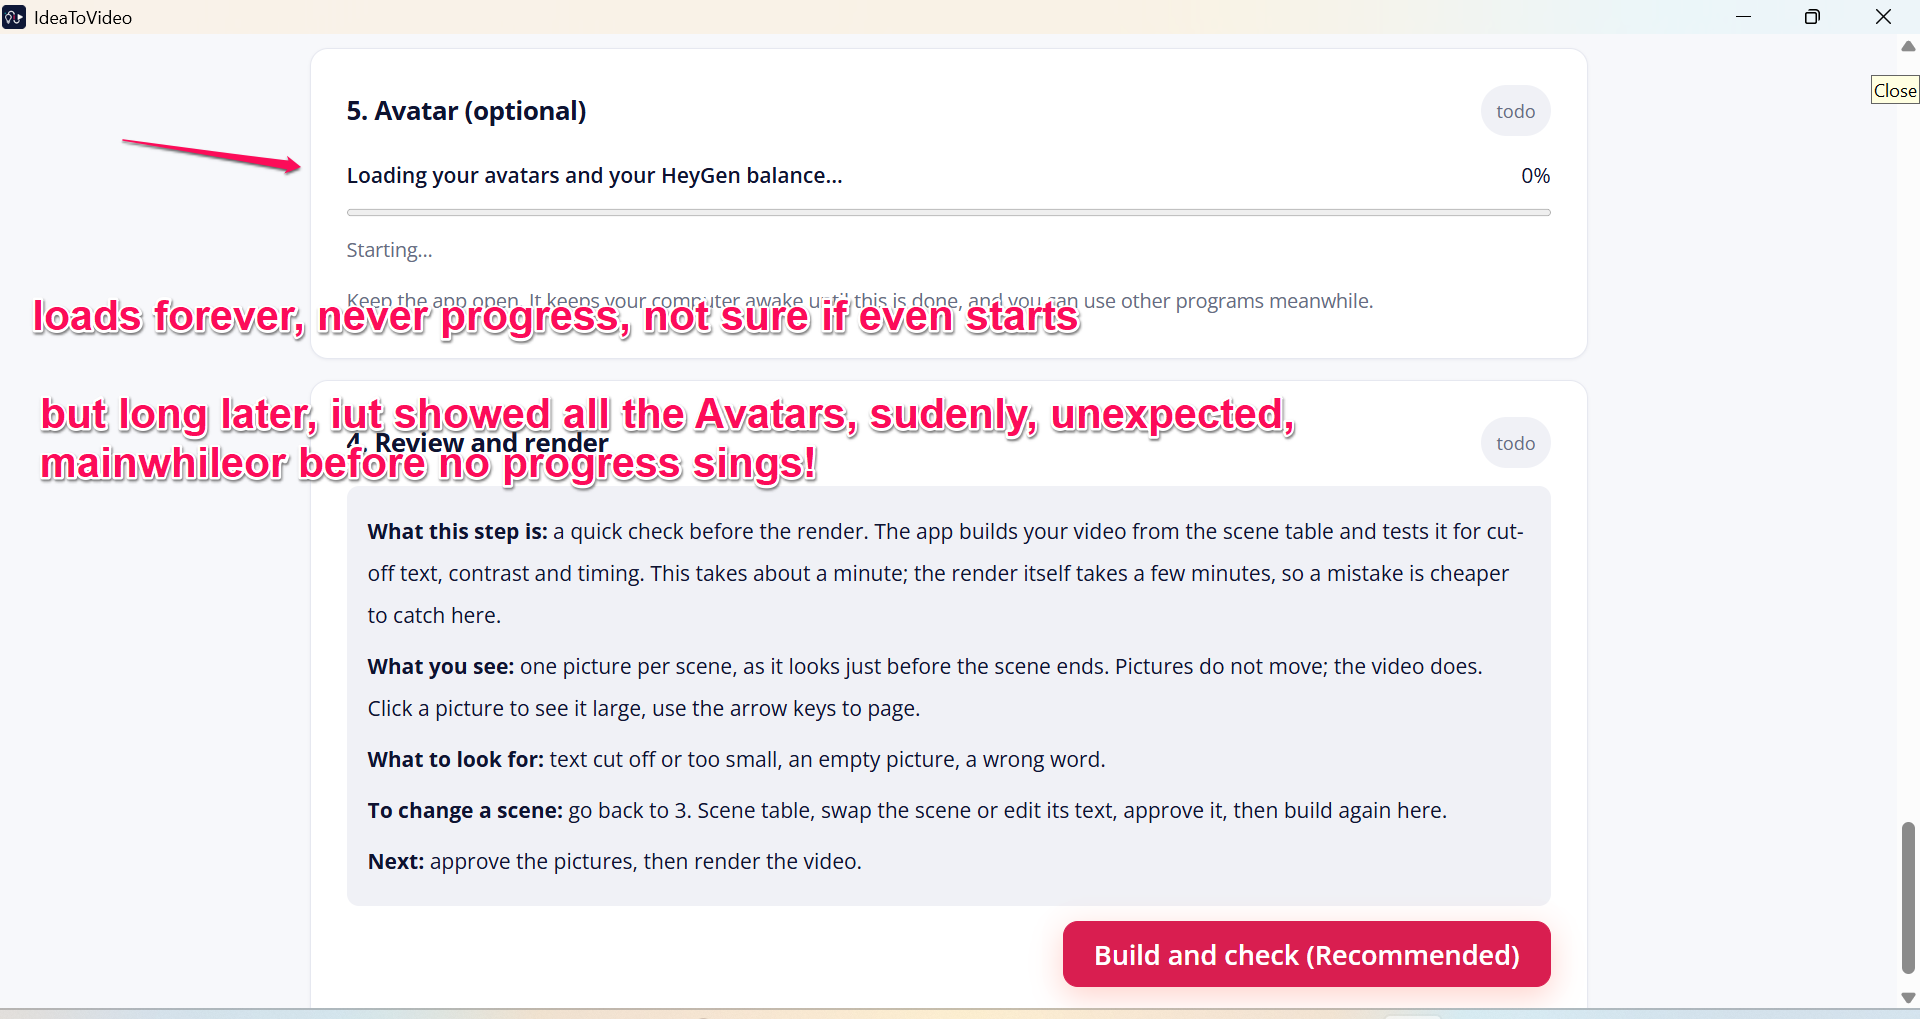 IdeaToVideo
Close
5. Avatar (optional)
todo
Loading your avatars and your HeyGen balance...
0%
Starting...
Keep the app open. It keeps your computer awake until this is done, and you can use other programs meanwhile.
loads forever, never progress, not sure if even starts
but long later, iut showed all the Avatars, sudenly, unexpected,
mainwhileor before no progress sings!
4. Review and render
todo
What this step is: a quick check before the render. The app builds your video from the scene table and tests it for cut-
off text, contrast and timing. This takes about a minute; the render itself takes a few minutes, so a mistake is cheaper
to catch here.
What you see: one picture per scene, as it looks just before the scene ends. Pictures do not move; the video does.
Click a picture to see it large, use the arrow keys to page.
What to look for: text cut off or too small, an empty picture, a wrong word.
To change a scene: go back to 3. Scene table, swap the scene or edit its text, approve it, then build again here.
Next: approve the pictures, then render the video.
Build and check (Recommended)